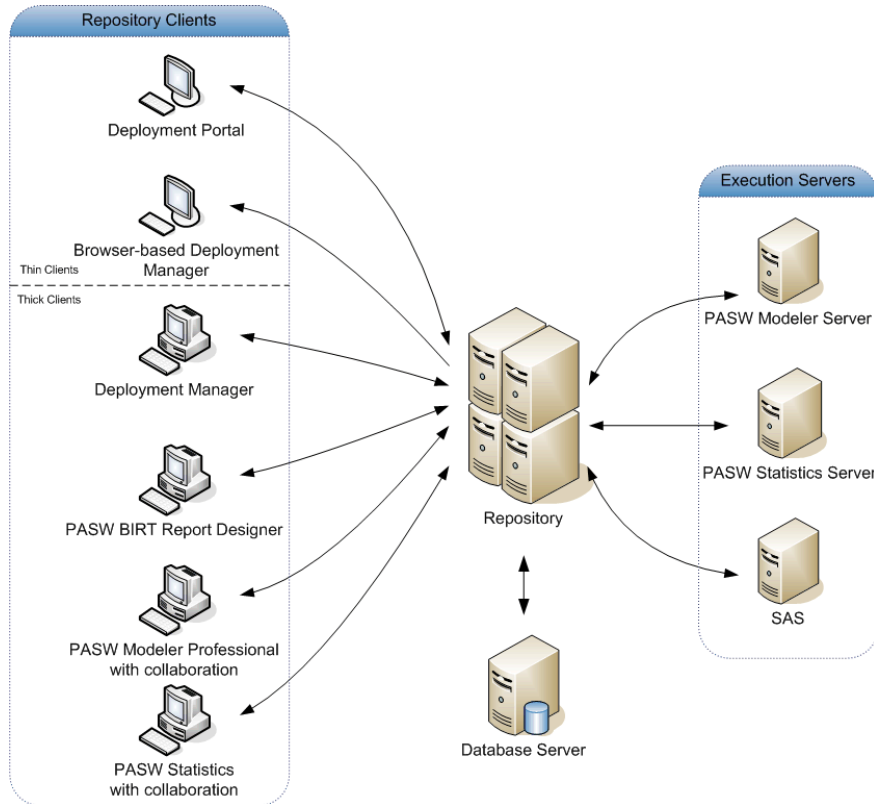 Repository Clients
Deployment Portal
Browser-based Deployment
Manager
Thin Clients
Thick Clients
Deployment Manager
PASW BIRT Report Designer
PASW Modeler Professional
with collaboration
PASW Statistics
with collaboration
Repository
Database Server
Execution Servers
PASW Modeler Server
PASW Statistics Server
SAS